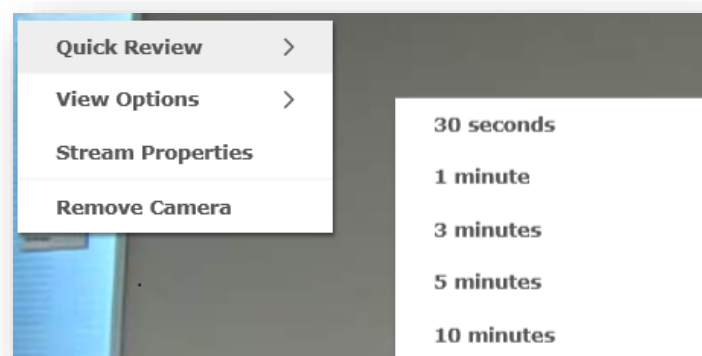 Quick Review
View Options
Stream Properties
Remove Camera
30 seconds
1 minute
3 minutes
5 minutes
10 minutes